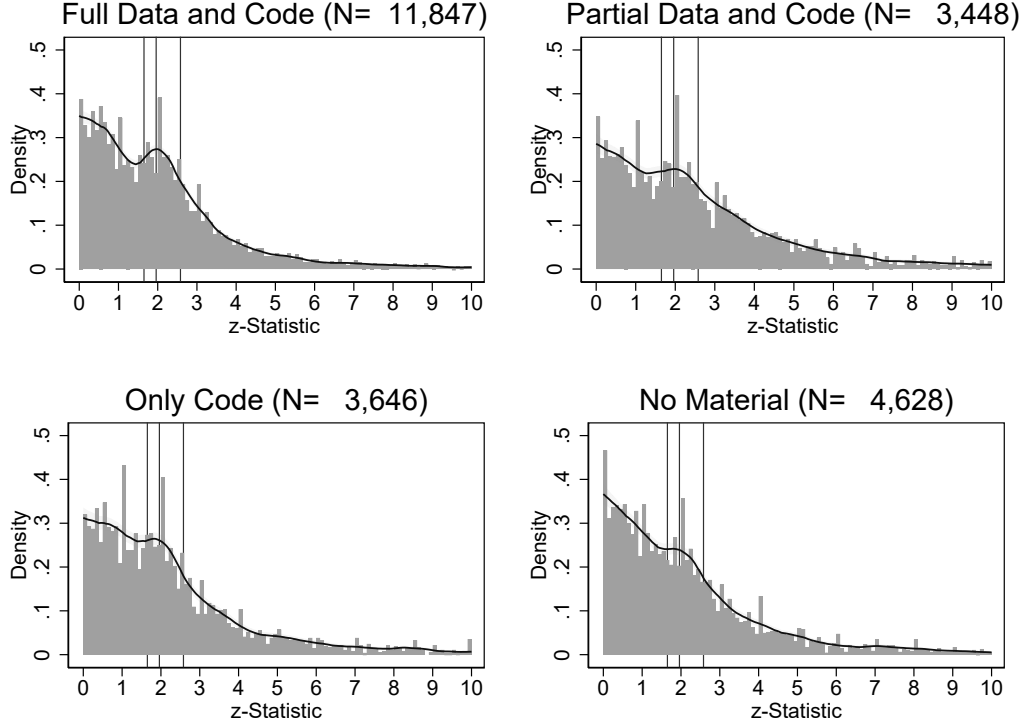 Full Data and Code (N= 11,847)
Density
0 .1 .2 .3 .4 .5
0 1 2 3 4 5 6 7 8 9 10
z-Statistic
Partial Data and Code (N= 3,448)
Density
0 .1 .2 .3 .4 .5
0 1 2 3 4 5 6 7 8 9 10
z-Statistic
Only Code (N= 3,646)
Density
0 .1 .2 .3 .4 .5
0 1 2 3 4 5 6 7 8 9 10
z-Statistic
No Material (N= 4,628)
Density
0 .1 .2 .3 .4 .5
0 1 2 3 4 5 6 7 8 9 10
z-Statistic